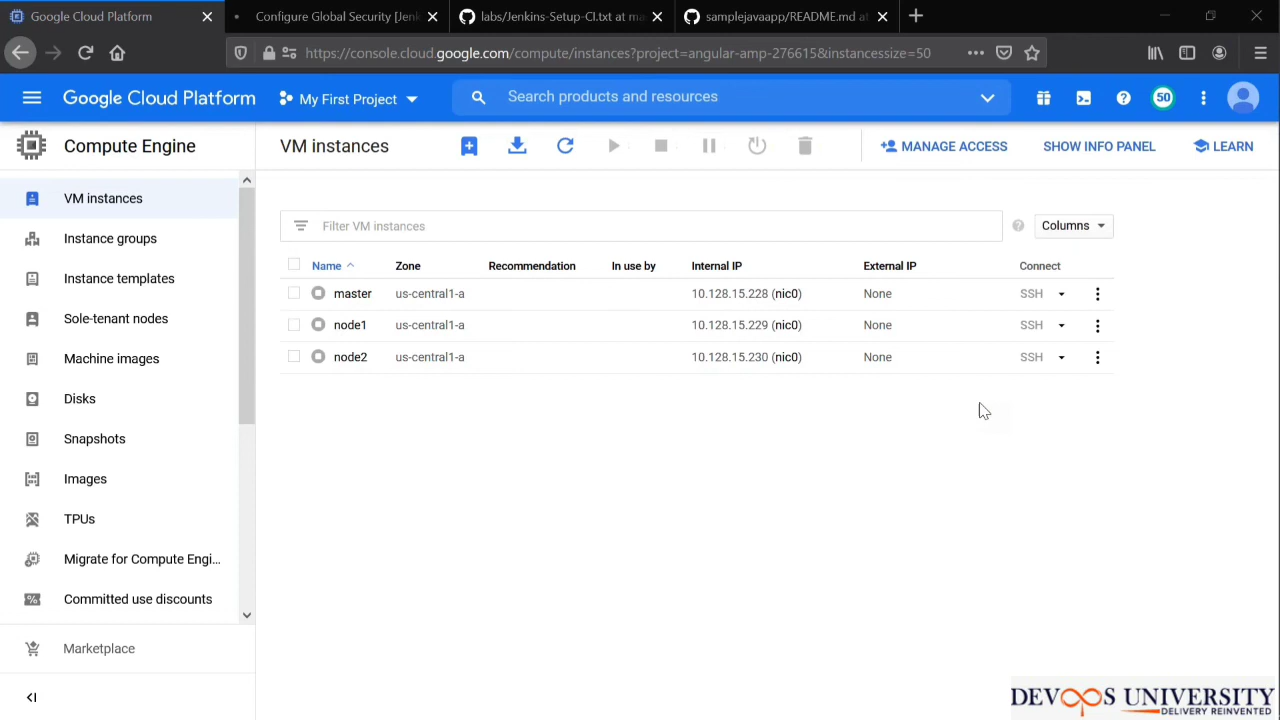 Google Cloud Platform
Configure Global Security [Jenk
labs/Jenkins-Setup-CI.txt at ma
samplejavaapp/README.md at
https://console.cloud.google.com/compute/instances?project=angular-amp-276615&instancessize=50
Google Cloud Platform
My First Project
Search products and resources
50
Compute Engine
VM instances
MANAGE ACCESS
SHOW INFO PANEL
LEARN
VM instances
Instance groups
Instance templates
Sole-tenant nodes
Machine images
Disks
Snapshots
Images
TPUs
Migrate for Compute Engi...
Committed use discounts
Marketplace
Filter VM instances
Columns
Name Zone Recommendation In use by Internal IP External IP Connect
master us-central1-a 10.128.15.228 (nic0) None SSH
node1 us-central1-a 10.128.15.229 (nic0) None SSH
node2 us-central1-a 10.128.15.230 (nic0) None SSH
DEVOPS UNIVERSITY
DELIVERY REINVENTED